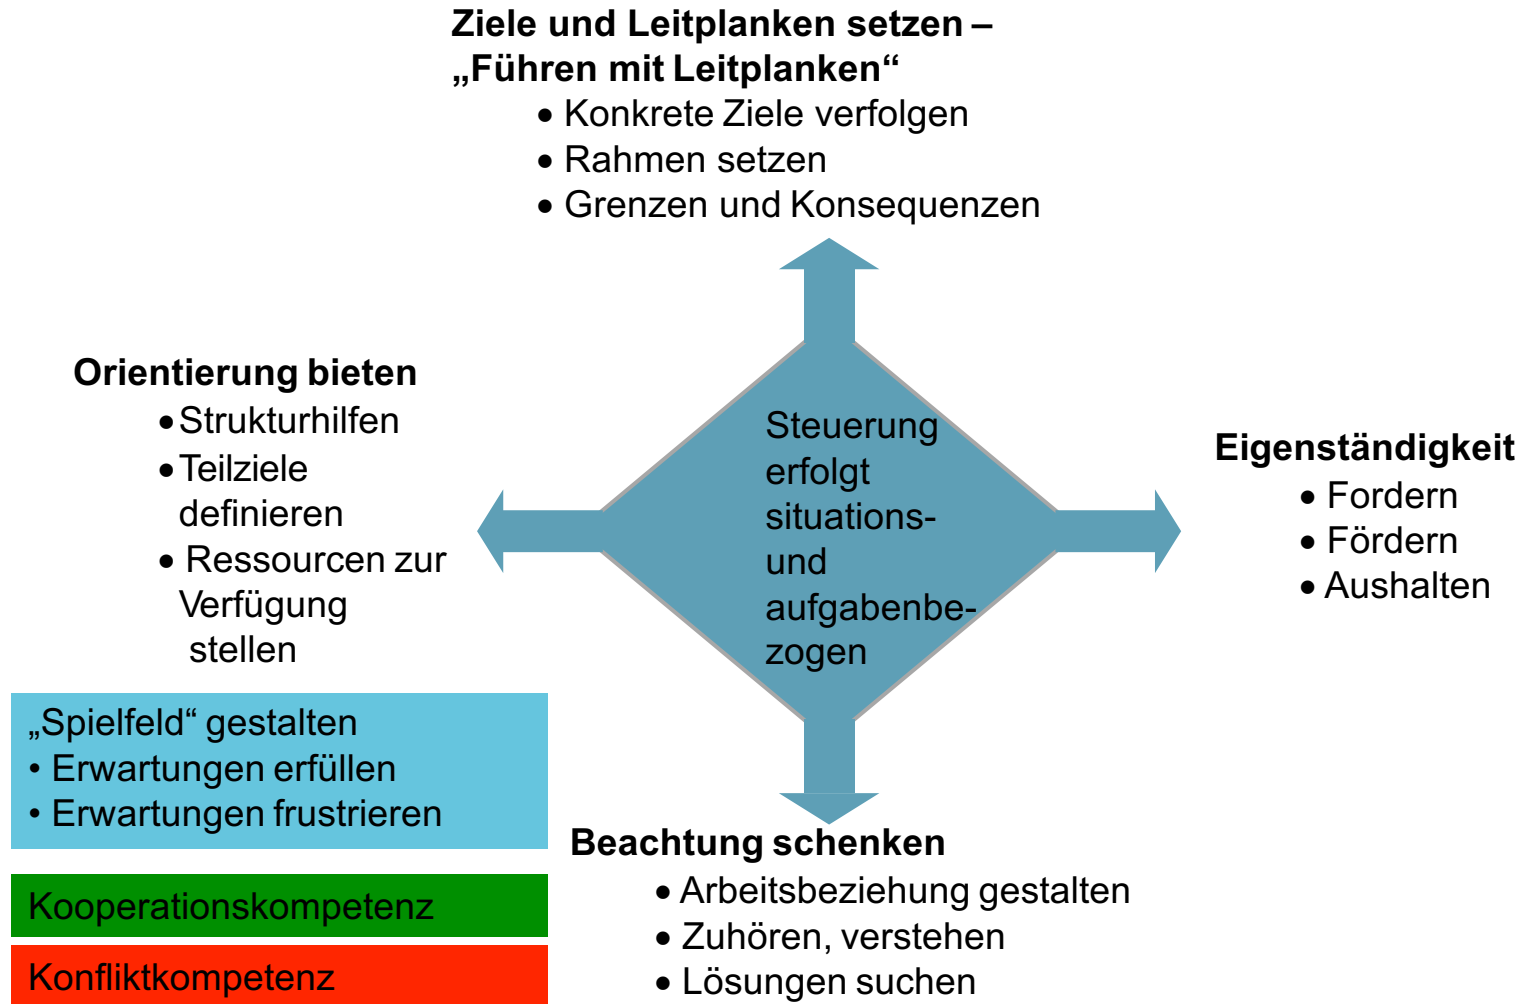 Ziele und Leitplanken setzen –
„Führen mit Leitplanken“
• Konkrete Ziele verfolgen
• Rahmen setzen
• Grenzen und Konsequenzen
Orientierung bieten
• Strukturhilfen
• Teilziele
definieren
• Ressourcen zur
Verfügung
stellen
Steuerung
erfolgt
situations-
und
aufgabenbe-
zogen
Eigenständigkeit
• Fordern
• Fördern
• Aushalten
„Spielfeld“ gestalten
• Erwartungen erfüllen
• Erwartungen frustrieren
Kooperationskompetenz
Konfliktkompetenz
Beachtung schenken
• Arbeitsbeziehung gestalten
• Zuhören, verstehen
• Lösungen suchen